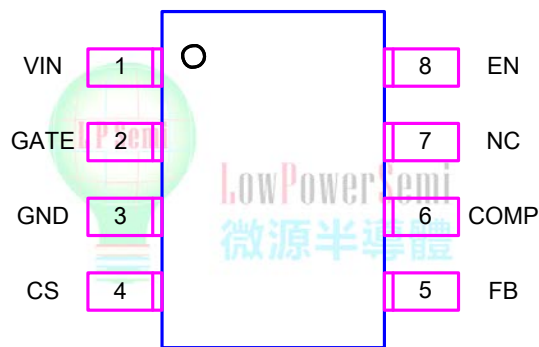 VIN 1 8 EN
GATE 2 7 NC
LPSemi
LowPowerSemi
GND 3 6 COMP
微源半導體
CS 4 5 FB